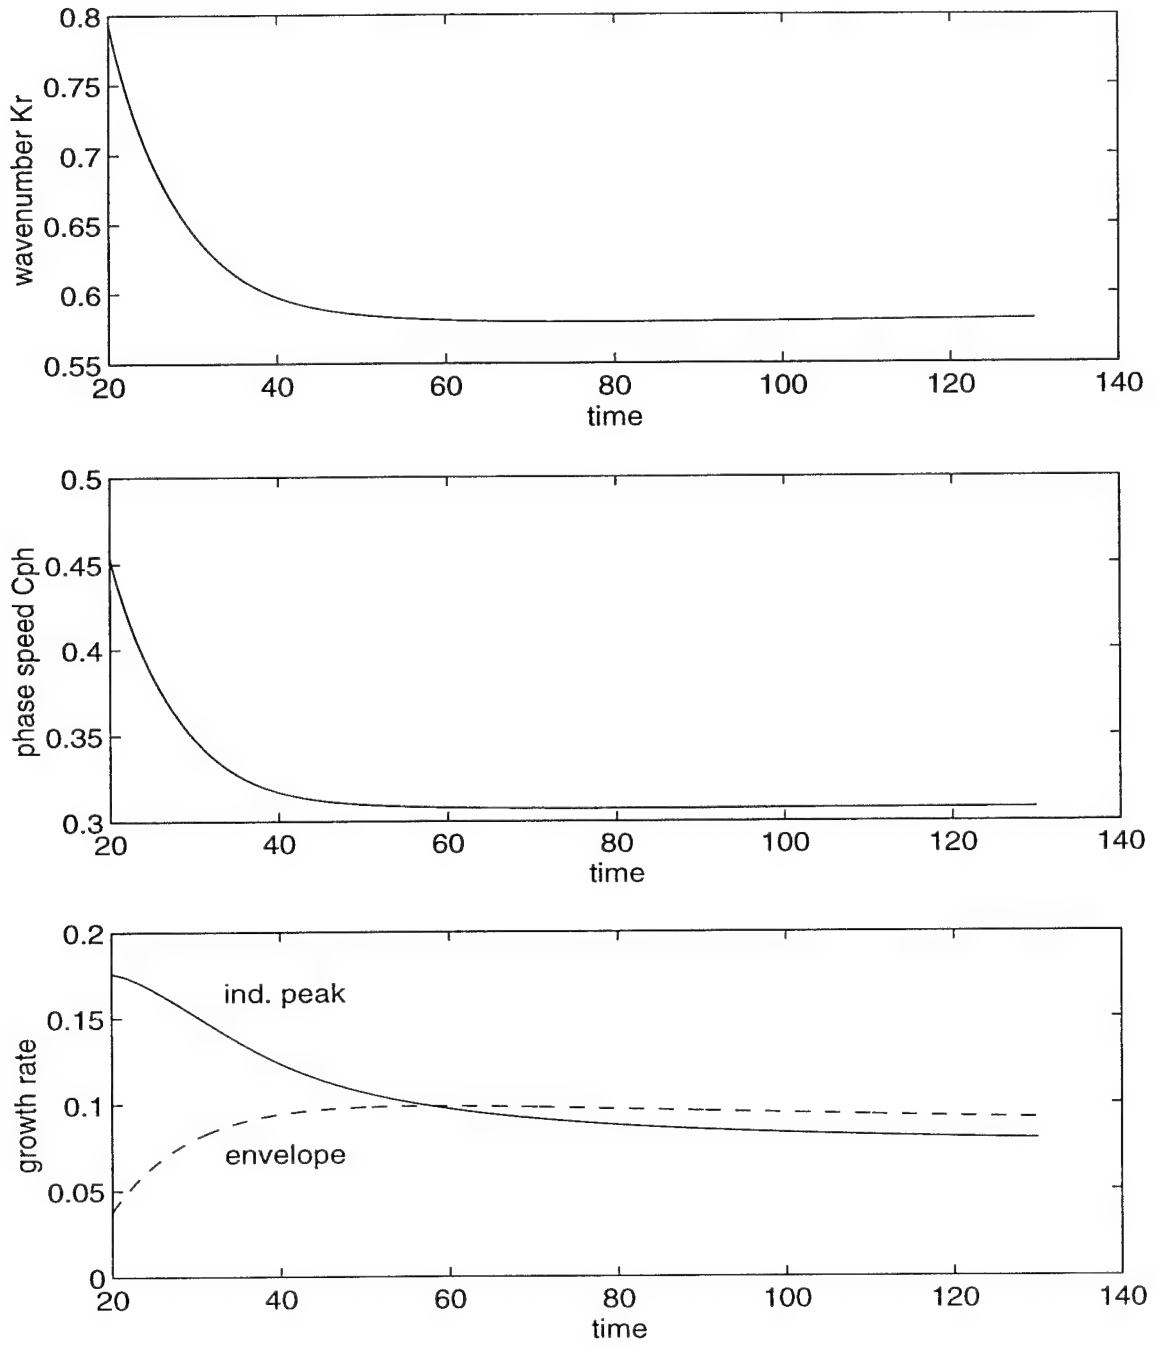 0.8
0.75
0.7
0.65
0.6
0.55
wavenumber Kr
20 40 60 80 100 120 140
time
0.5
0.45
0.4
0.35
0.3
phase speed Cph
20 40 60 80 100 120 140
time
0.2
0.15
0.1
0.05
0
growth rate
ind. peak
envelope
20 40 60 80 100 120 140
time